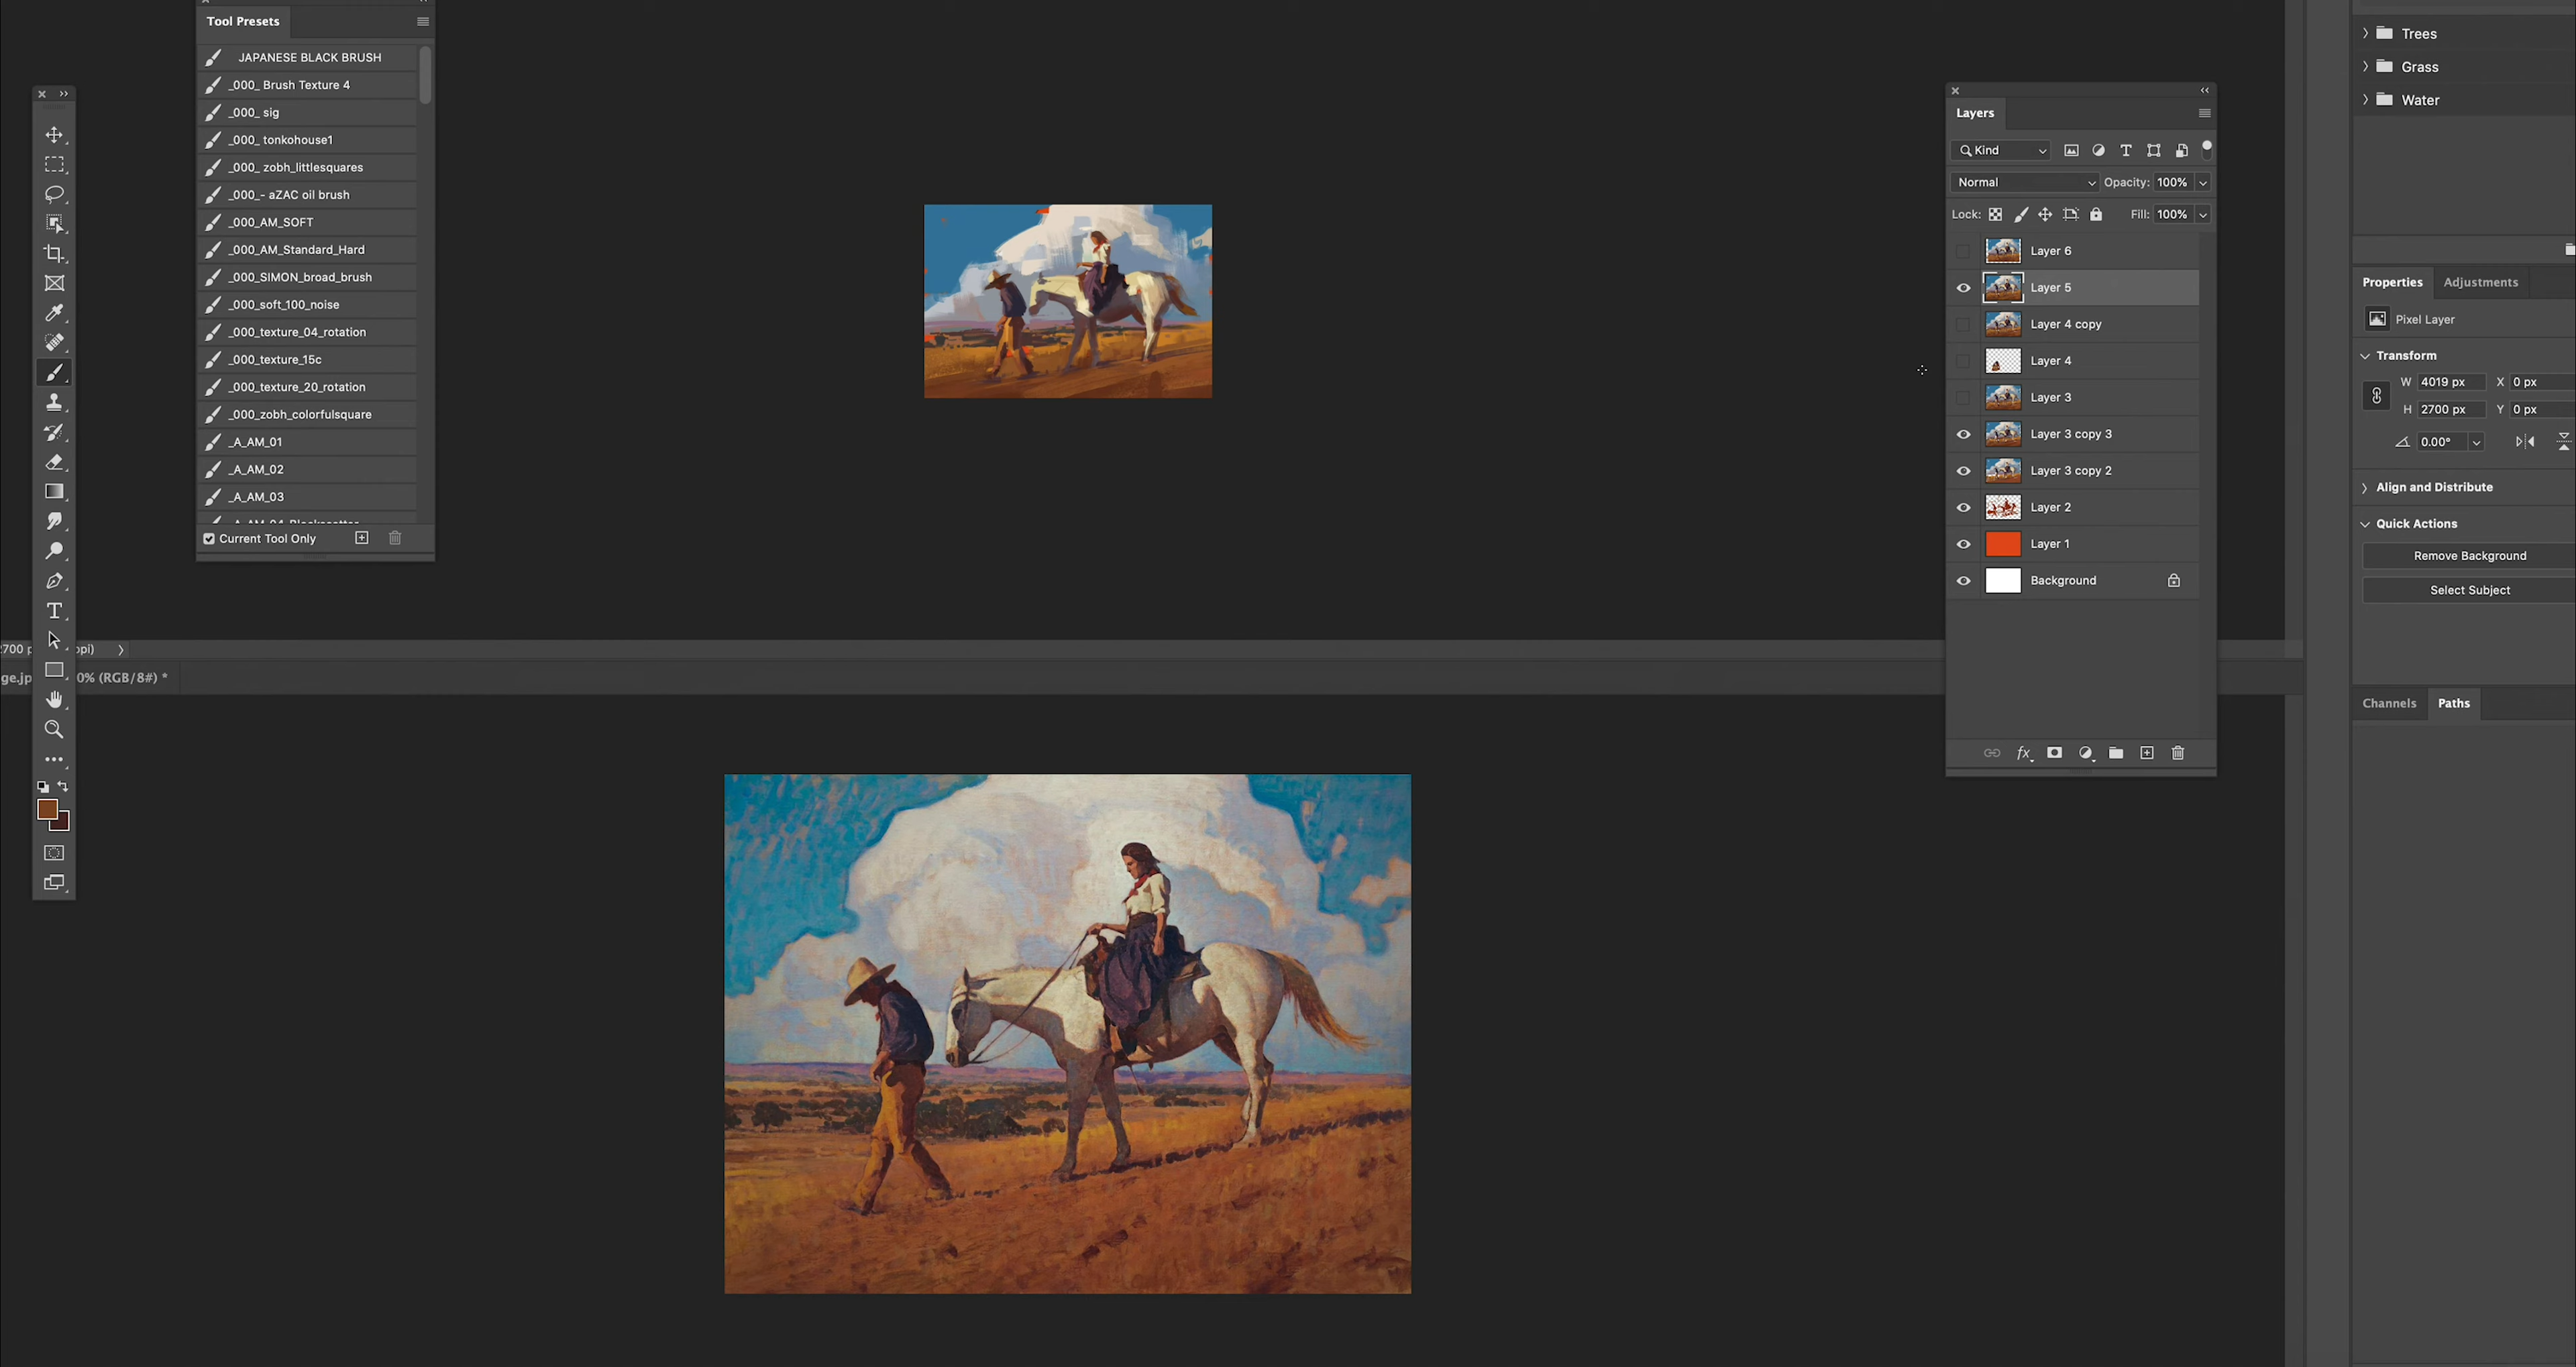 Tool Presets
JAPANESE BLACK BRUSH
_000_ Brush Texture 4
_000_ sig
_000_ tonkohouse1
_000_ zobh_littlesquares
_000_- aZAC oil brush
_000_AM_SOFT
_000_AM_Standard_Hard
_000_SIMON_broad_brush
_000_soft_100_noise
_000_texture_04_rotation
_000_texture_15c
_000_texture_20_rotation
_000_zobh_colorfulsquare
_A_AM_01
_A_AM_02
_A_AM_03
Current Tool Only
2700 p
opi)
ge.jp
0% (RGB/8#) *
Layers
Kind
Normal
Opacity: 100%
Lock:
Fill: 100%
Layer 6
Layer 5
Layer 4 copy
Layer 4
Layer 3
Layer 3 copy 3
Layer 3 copy 2
Layer 2
Layer 1
Background
fx
Trees
Grass
Water
Properties
Adjustments
Pixel Layer
Transform
W 4019 px X 0 px
H 2700 px Y 0 px
0.00°
Align and Distribute
Quick Actions
Remove Background
Select Subject
Channels
Paths